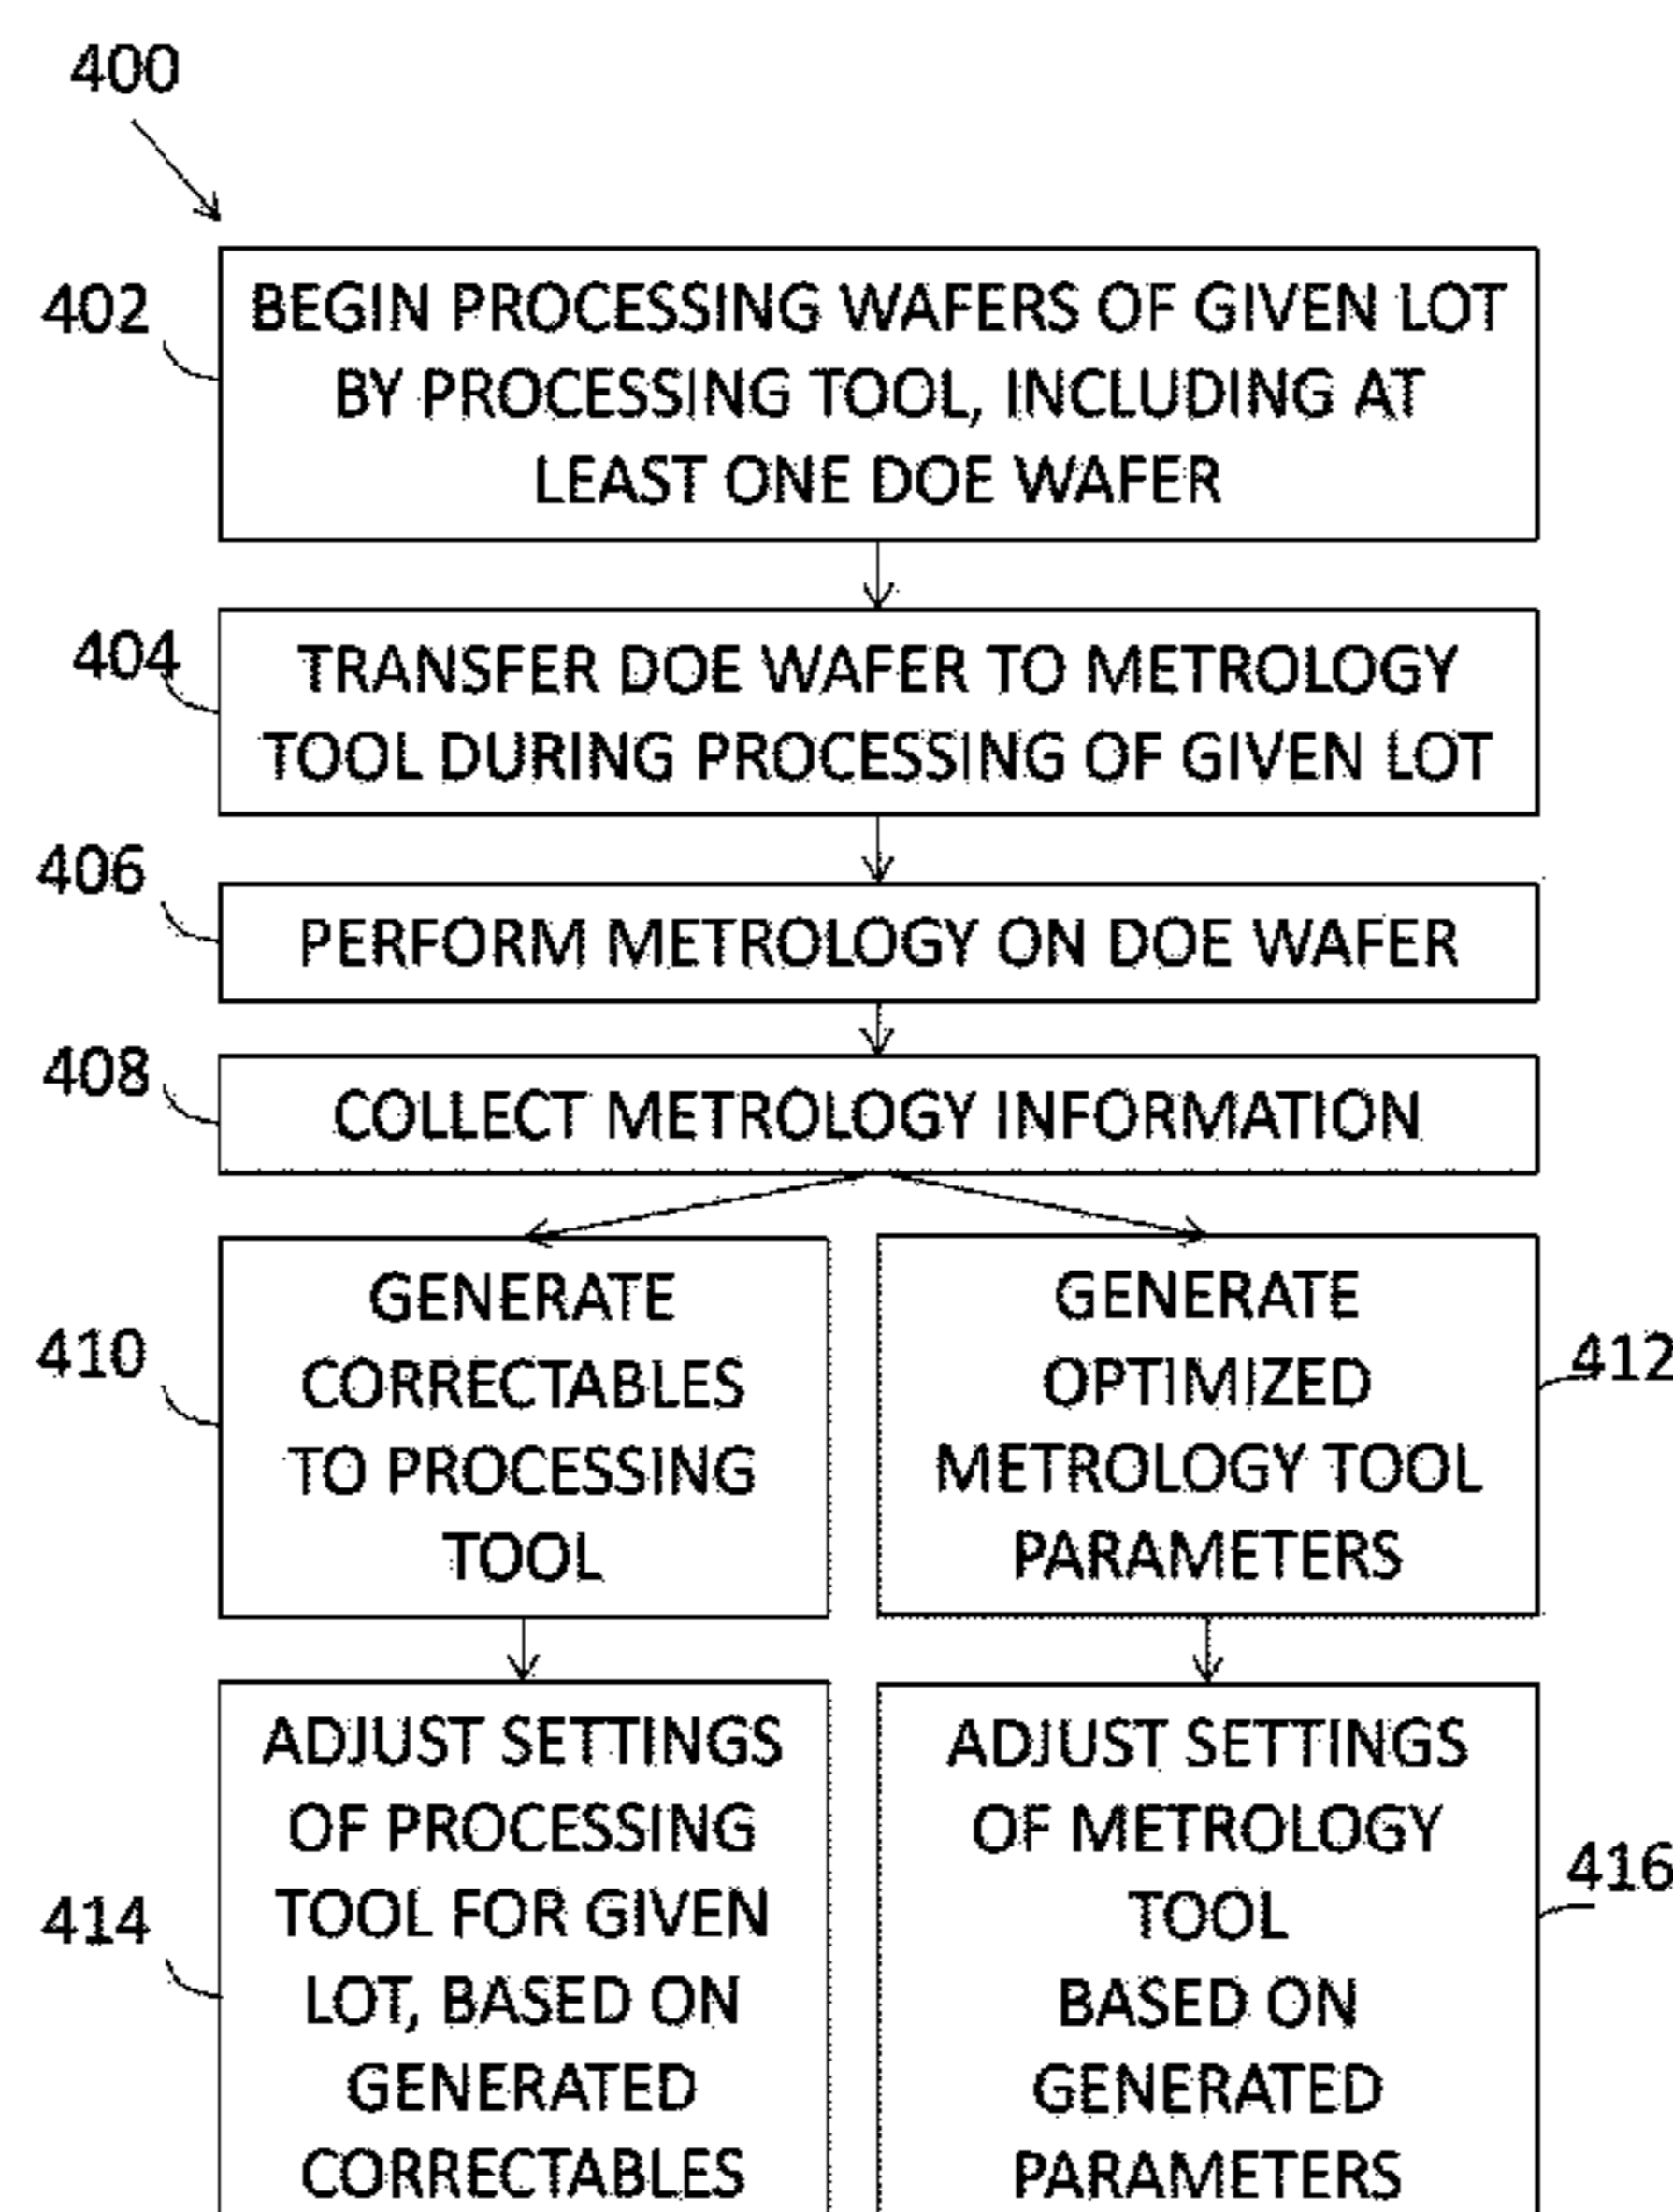 400
402
BEGIN PROCESSING WAFERS OF GIVEN LOT
BY PROCESSING TOOL, INCLUDING AT
LEAST ONE DOE WAFER
404
TRANSFER DOE WAFER TO METROLOGY
TOOL DURING PROCESSING OF GIVEN LOT
406
PERFORM METROLOGY ON DOE WAFER
408
COLLECT METROLOGY INFORMATION
410
GENERATE
CORRECTABLES
TO PROCESSING
TOOL
412
GENERATE
OPTIMIZED
METROLOGY TOOL
PARAMETERS
414
ADJUST SETTINGS
OF PROCESSING
TOOL FOR GIVEN
LOT, BASED ON
GENERATED
CORRECTABLES
416
ADJUST SETTINGS
OF METROLOGY
TOOL
BASED ON
GENERATED
PARAMETERS